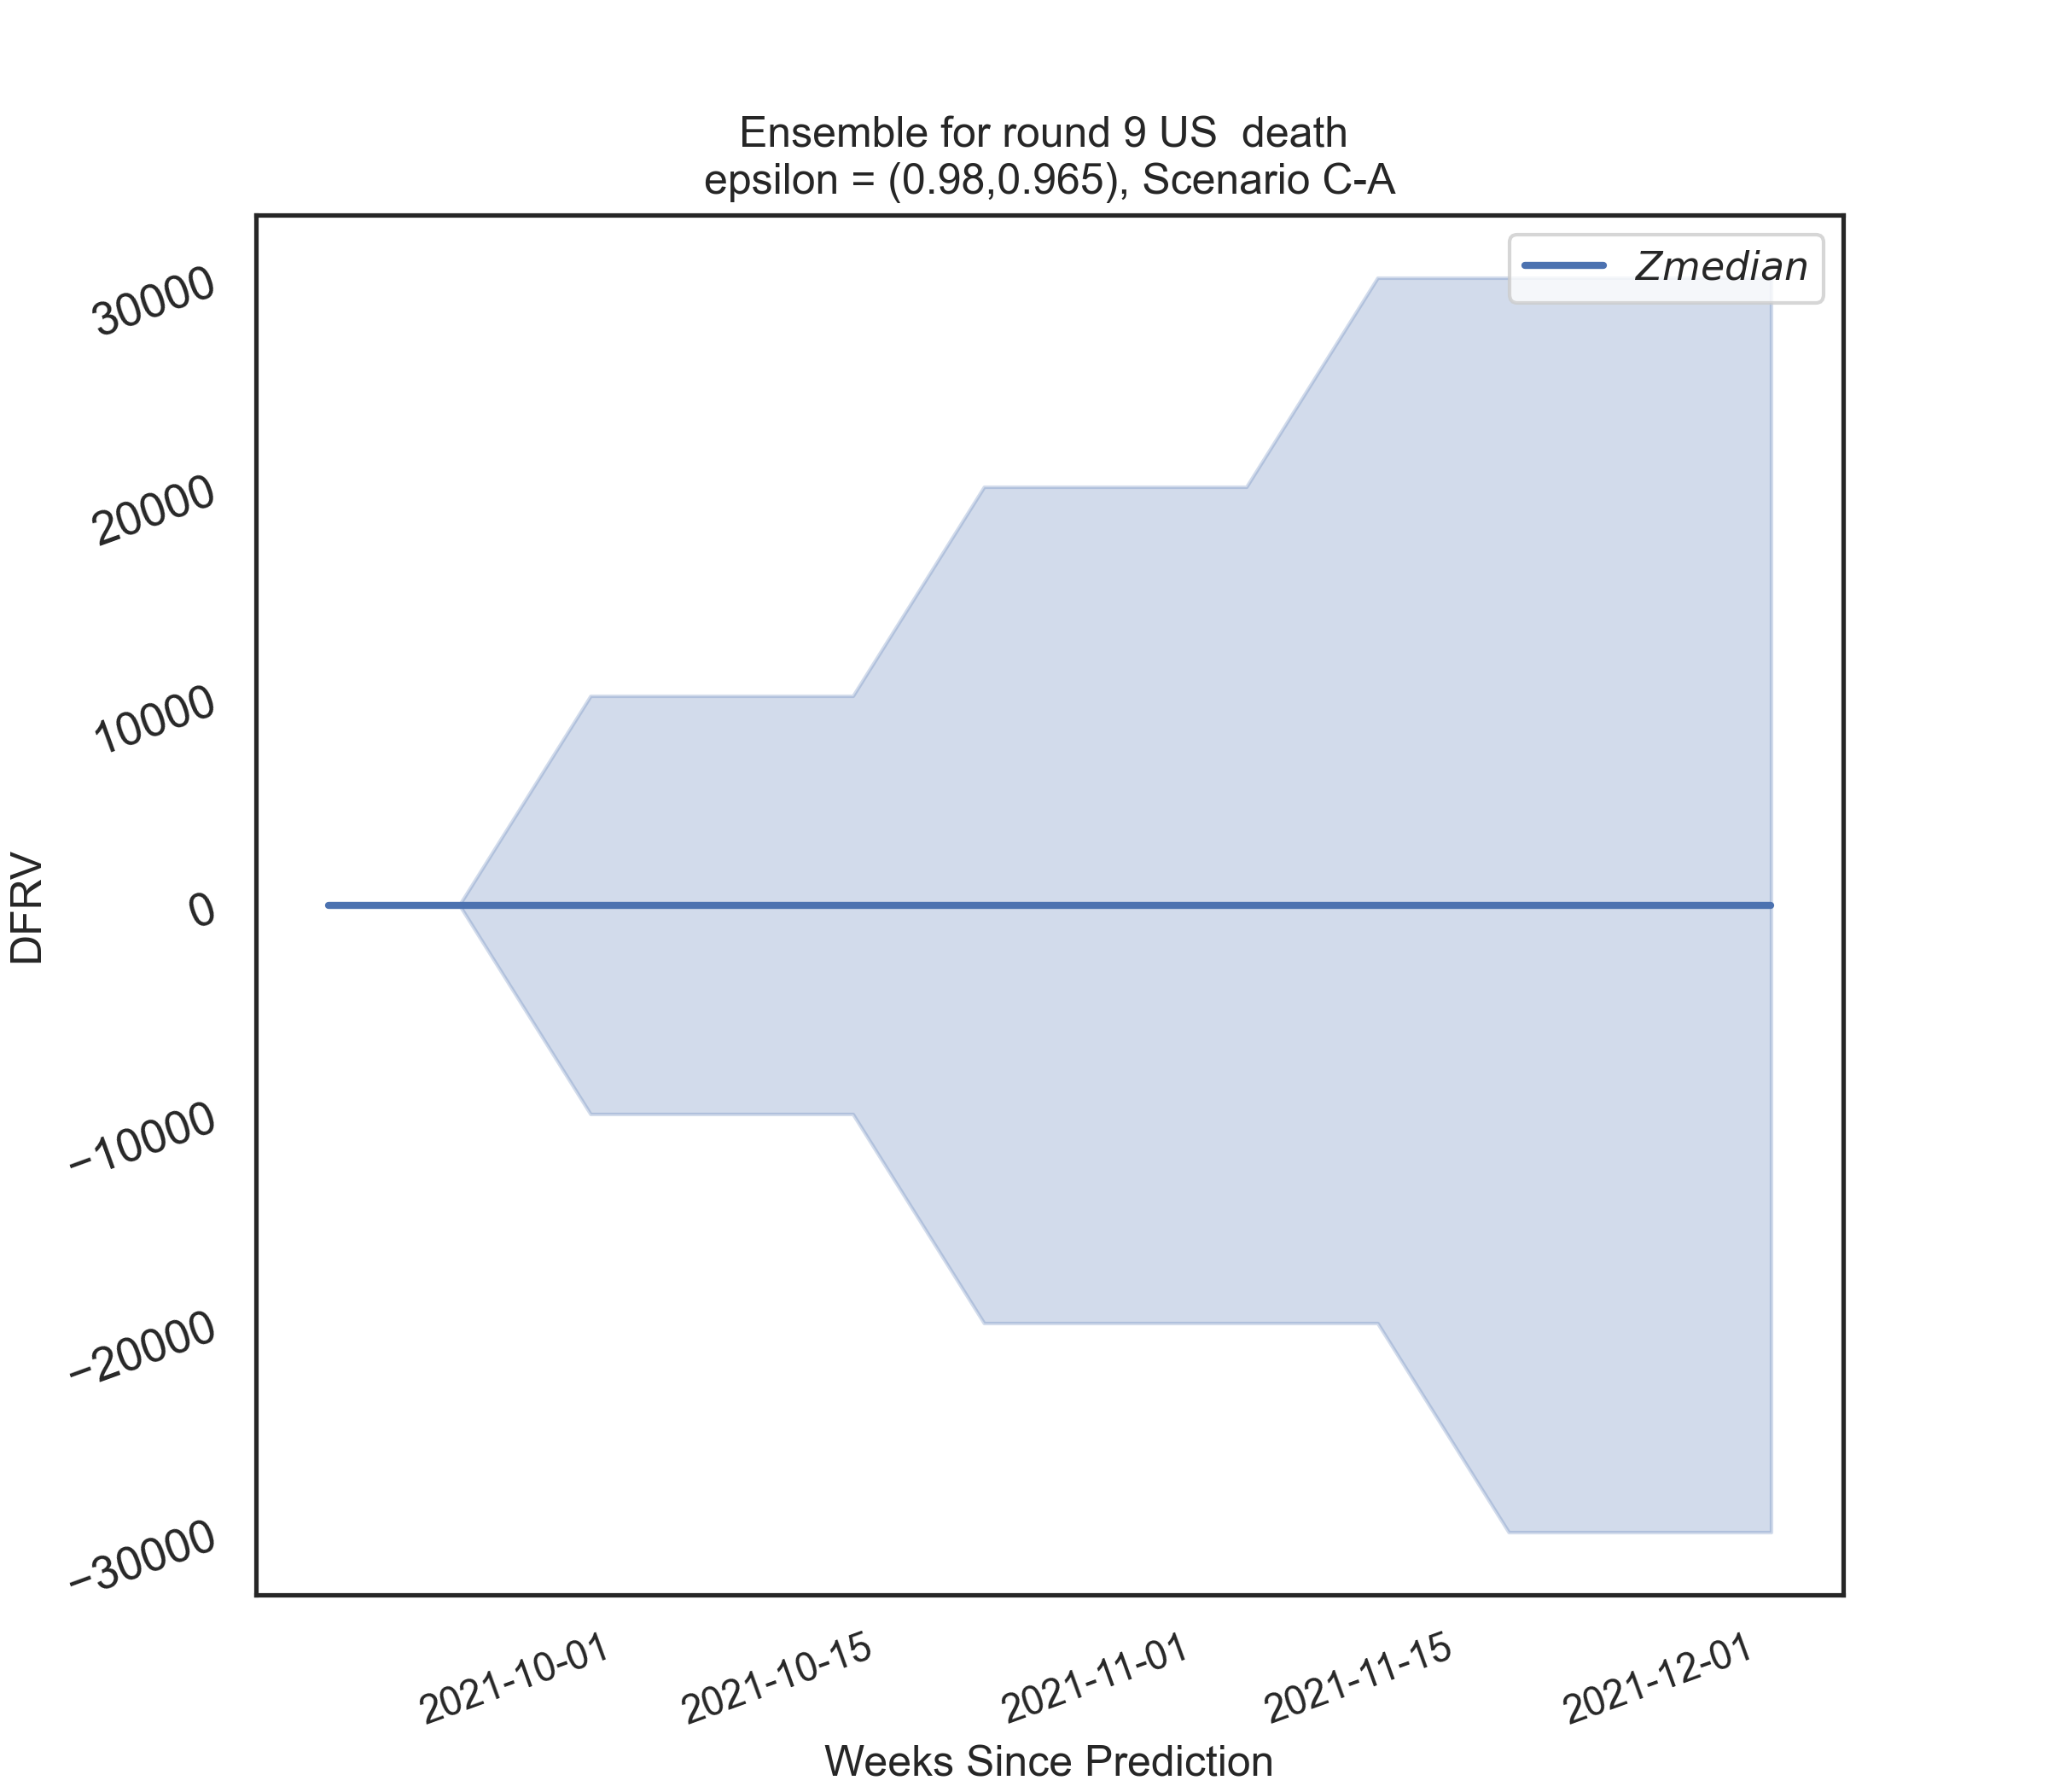 Ensemble for round 9 US  death
epsilon = (0.98,0.965), Scenario C-A
Zmedian
30000
20000
10000
0
−10000
−20000
−30000
DFRV
2021-10-01
2021-10-15
2021-11-01
2021-11-15
2021-12-01
Weeks Since Prediction